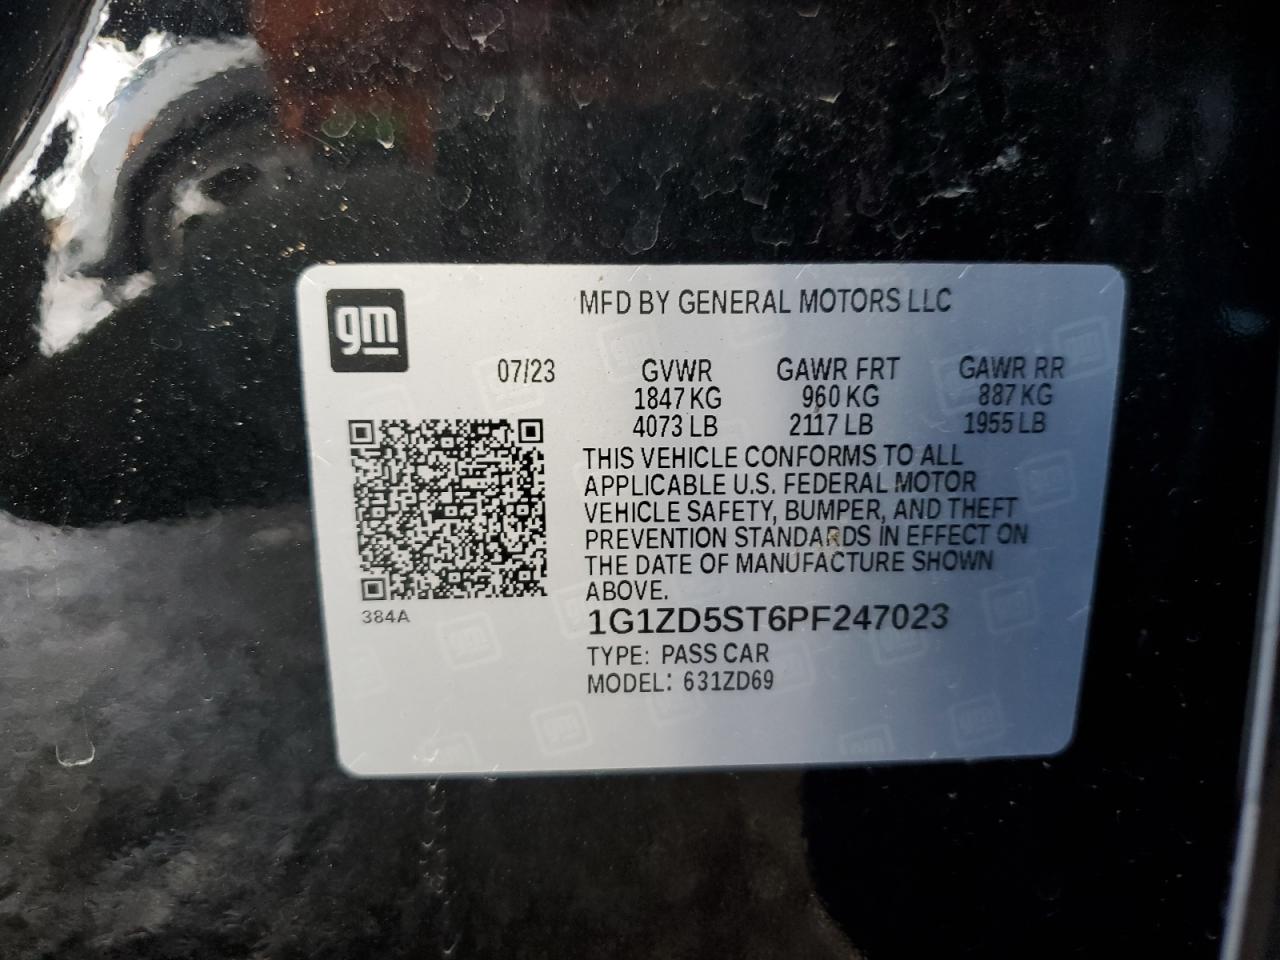 gm
MFD BY GENERAL MOTORS LLC
07/23 GVWR GAWR FRT GAWR RR
1847 KG 960 KG 887 KG
4073 LB 2117 LB 1955 LB
THIS VEHICLE CONFORMS TO ALL
APPLICABLE U.S. FEDERAL MOTOR
VEHICLE SAFETY, BUMPER, AND THEFT
PREVENTION STANDARDS IN EFFECT ON
THE DATE OF MANUFACTURE SHOWN
ABOVE.
384A
1G1ZD5ST6PF247023
TYPE: PASS CAR
MODEL: 631ZD69